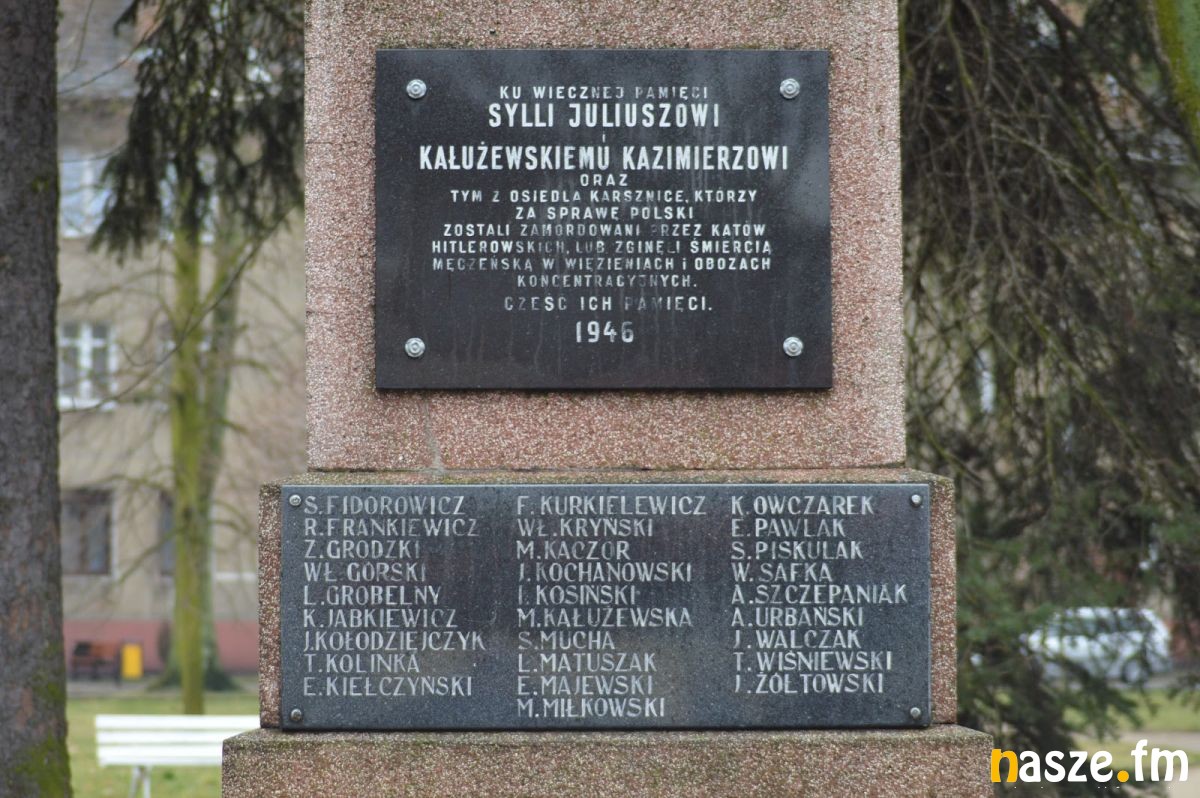 KU WIECZNEJ PAMIĘCI
SYLLI JULIUSZOWI
I
KAŁUŻEWSKIEMU KAZIMIERZOWI
ORAZ
TYM Z OSIEDLA KARSZNICE, KTÓRZY
ZA SPRAWĘ POLSKI
ZOSTALI ZAMORDOWANI PRZEZ KATÓW
HITLEROWSKICH, LUB ZGINĘLI ŚMIERCIĄ
MĘCZEŃSKĄ W WIĘZIENIACH I OBOZACH
KONCENTRACYJNYCH.
CZEŚĆ ICH PAMIĘCI.
1946
S.FIDOROWICZ
R.FRANKIEWICZ
Z.GRODZKI
WŁ.GÓRSKI
L.GROBELNY
K.JABKIEWICZ
J.KOŁODZIEJCZYK
T.KOLINKA
E.KIEŁCZYŃSKI
F.KURKIELEWICZ
WŁ.KRYŃSKI
M.KACZOR
J.KOCHANOWSKI
I.KOSIŃSKI
M.KAŁUŻEWSKA
S.MUCHA
L.MATUSZAK
E.MAJEWSKI
M.MIŁKOWSKI
K.OWCZAREK
E.PAWLAK
S.PISKULAK
W.SAFKA
A.SZCZEPANIAK
A.URBAŃSKI
J.WALCZAK
T.WIŚNIEWSKI
J.ŻÓŁTOWSKI
nasze.fm